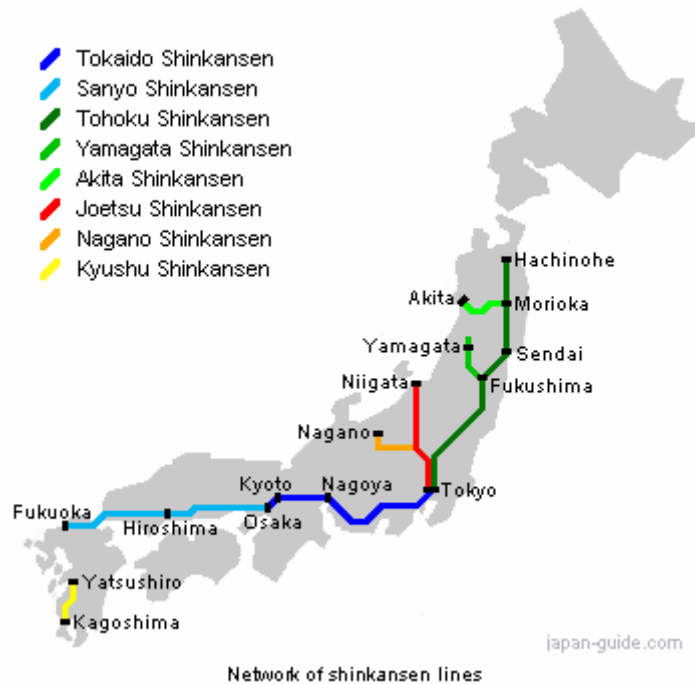 Tokaido Shinkansen
Sanyo Shinkansen
Tohoku Shinkansen
Yamagata Shinkansen
Akita Shinkansen
Joetsu Shinkansen
Nagano Shinkansen
Kyushu Shinkansen
Hachinohe
Akita
Morioka
Yamagata
Sendai
Niigata
Fukushima
Nagano
Kyoto
Nagoya
Tokyo
Fukuoka
Hiroshima
Osaka
Yatsushiro
Kagoshima
japan-guide.com
Network of shinkansen lines